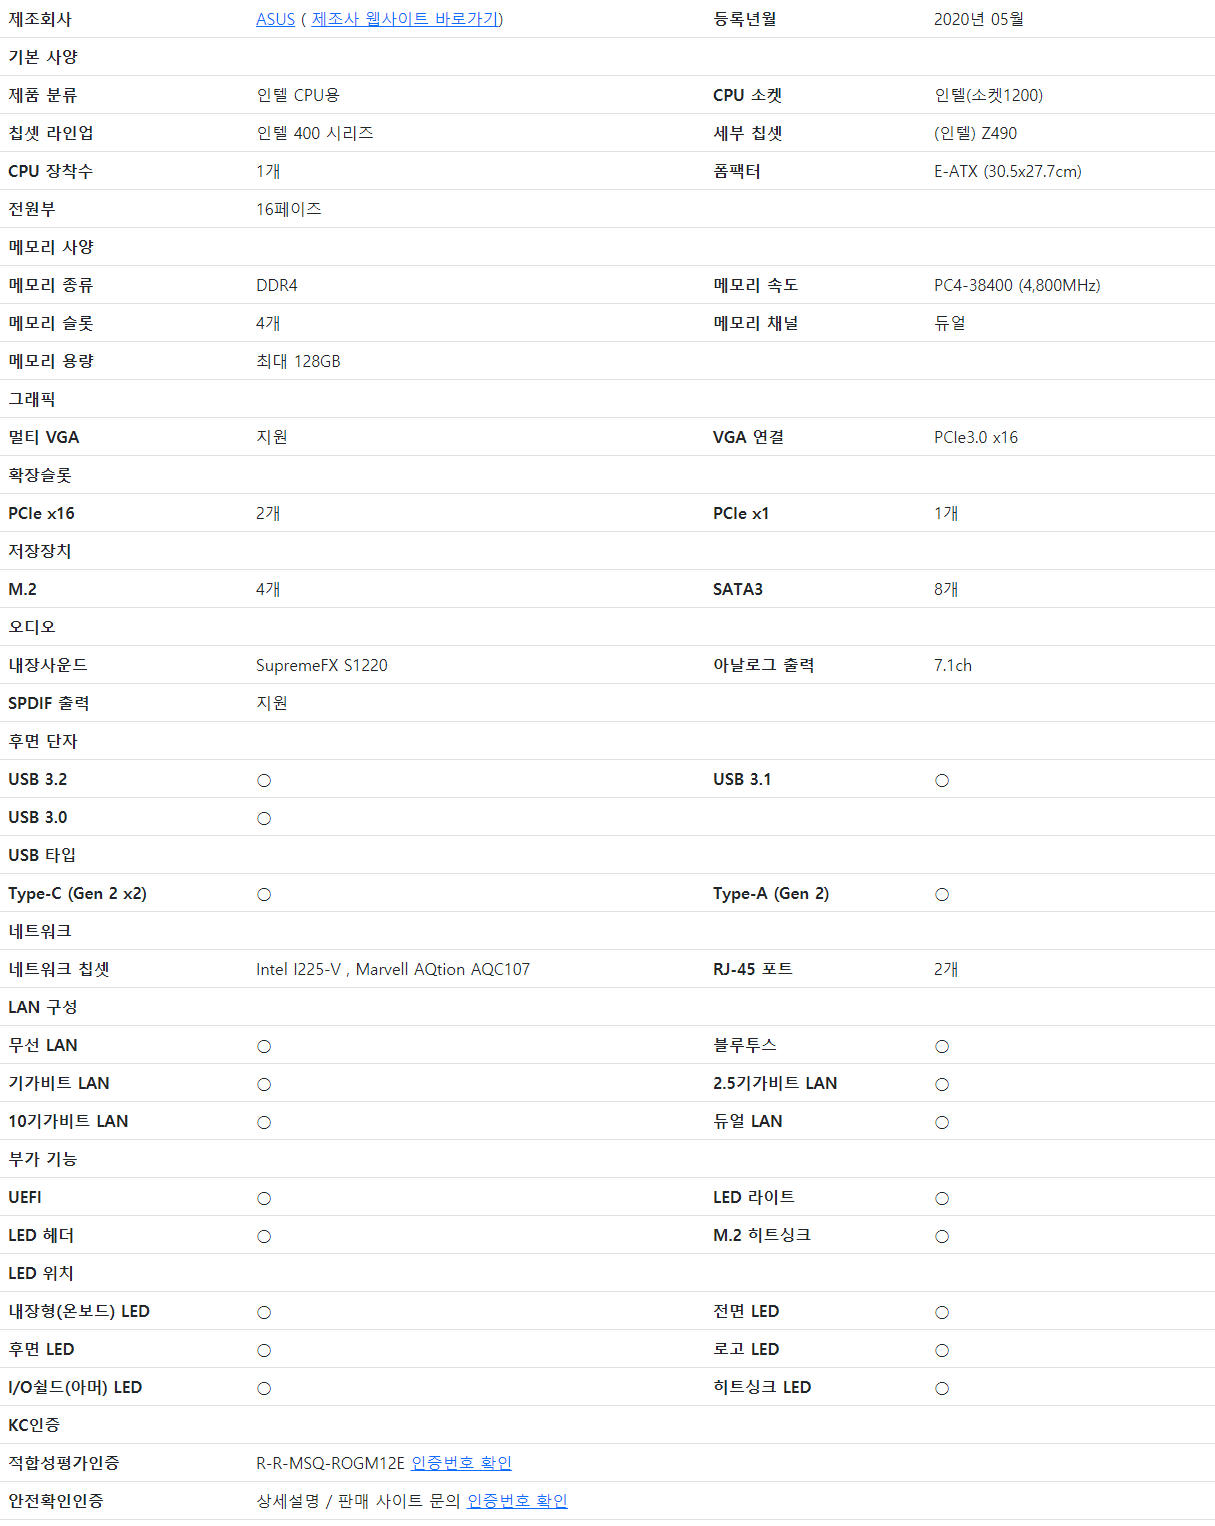 제조회사 ASUS ( 제조사 웹사이트 바로가기) 등록년월 2020년 05월
기본 사양
제품 분류 인텔 CPU용 CPU 소켓 인텔(소켓1200)
칩셋 라인업 인텔 400 시리즈 세부 칩셋 (인텔) Z490
CPU 장착수 1개 폼팩터 E-ATX (30.5x27.7cm)
전원부 16페이즈
메모리 사양
메모리 종류 DDR4 메모리 속도 PC4-38400 (4,800MHz)
메모리 슬롯 4개 메모리 채널 듀얼
메모리 용량 최대 128GB
그래픽
멀티 VGA 지원 VGA 연결 PCIe3.0 x16
확장슬롯
PCIe x16 2개 PCIe x1 1개
저장장치
M.2 4개 SATA3 8개
오디오
내장사운드 SupremeFX S1220 아날로그 출력 7.1ch
SPDIF 출력 지원
후면 단자
USB 3.2 ○ USB 3.1 ○
USB 3.0 ○
USB 타입
Type-C (Gen 2 x2) ○ Type-A (Gen 2) ○
네트워크
네트워크 칩셋 Intel I225-V , Marvell AQtion AQC107 RJ-45 포트 2개
LAN 구성
무선 LAN ○ 블루투스 ○
기가비트 LAN ○ 2.5기가비트 LAN ○
10기가비트 LAN ○ 듀얼 LAN ○
부가 기능
UEFI ○ LED 라이트 ○
LED 헤더 ○ M.2 히트싱크 ○
LED 위치
내장형(온보드) LED ○ 전면 LED ○
후면 LED ○ 로고 LED ○
I/O쉴드(아머) LED ○ 히트싱크 LED ○
KC인증
적합성평가인증 R-R-MSQ-ROGM12E 인증번호 확인
안전확인인증 상세설명 / 판매 사이트 문의 인증번호 확인